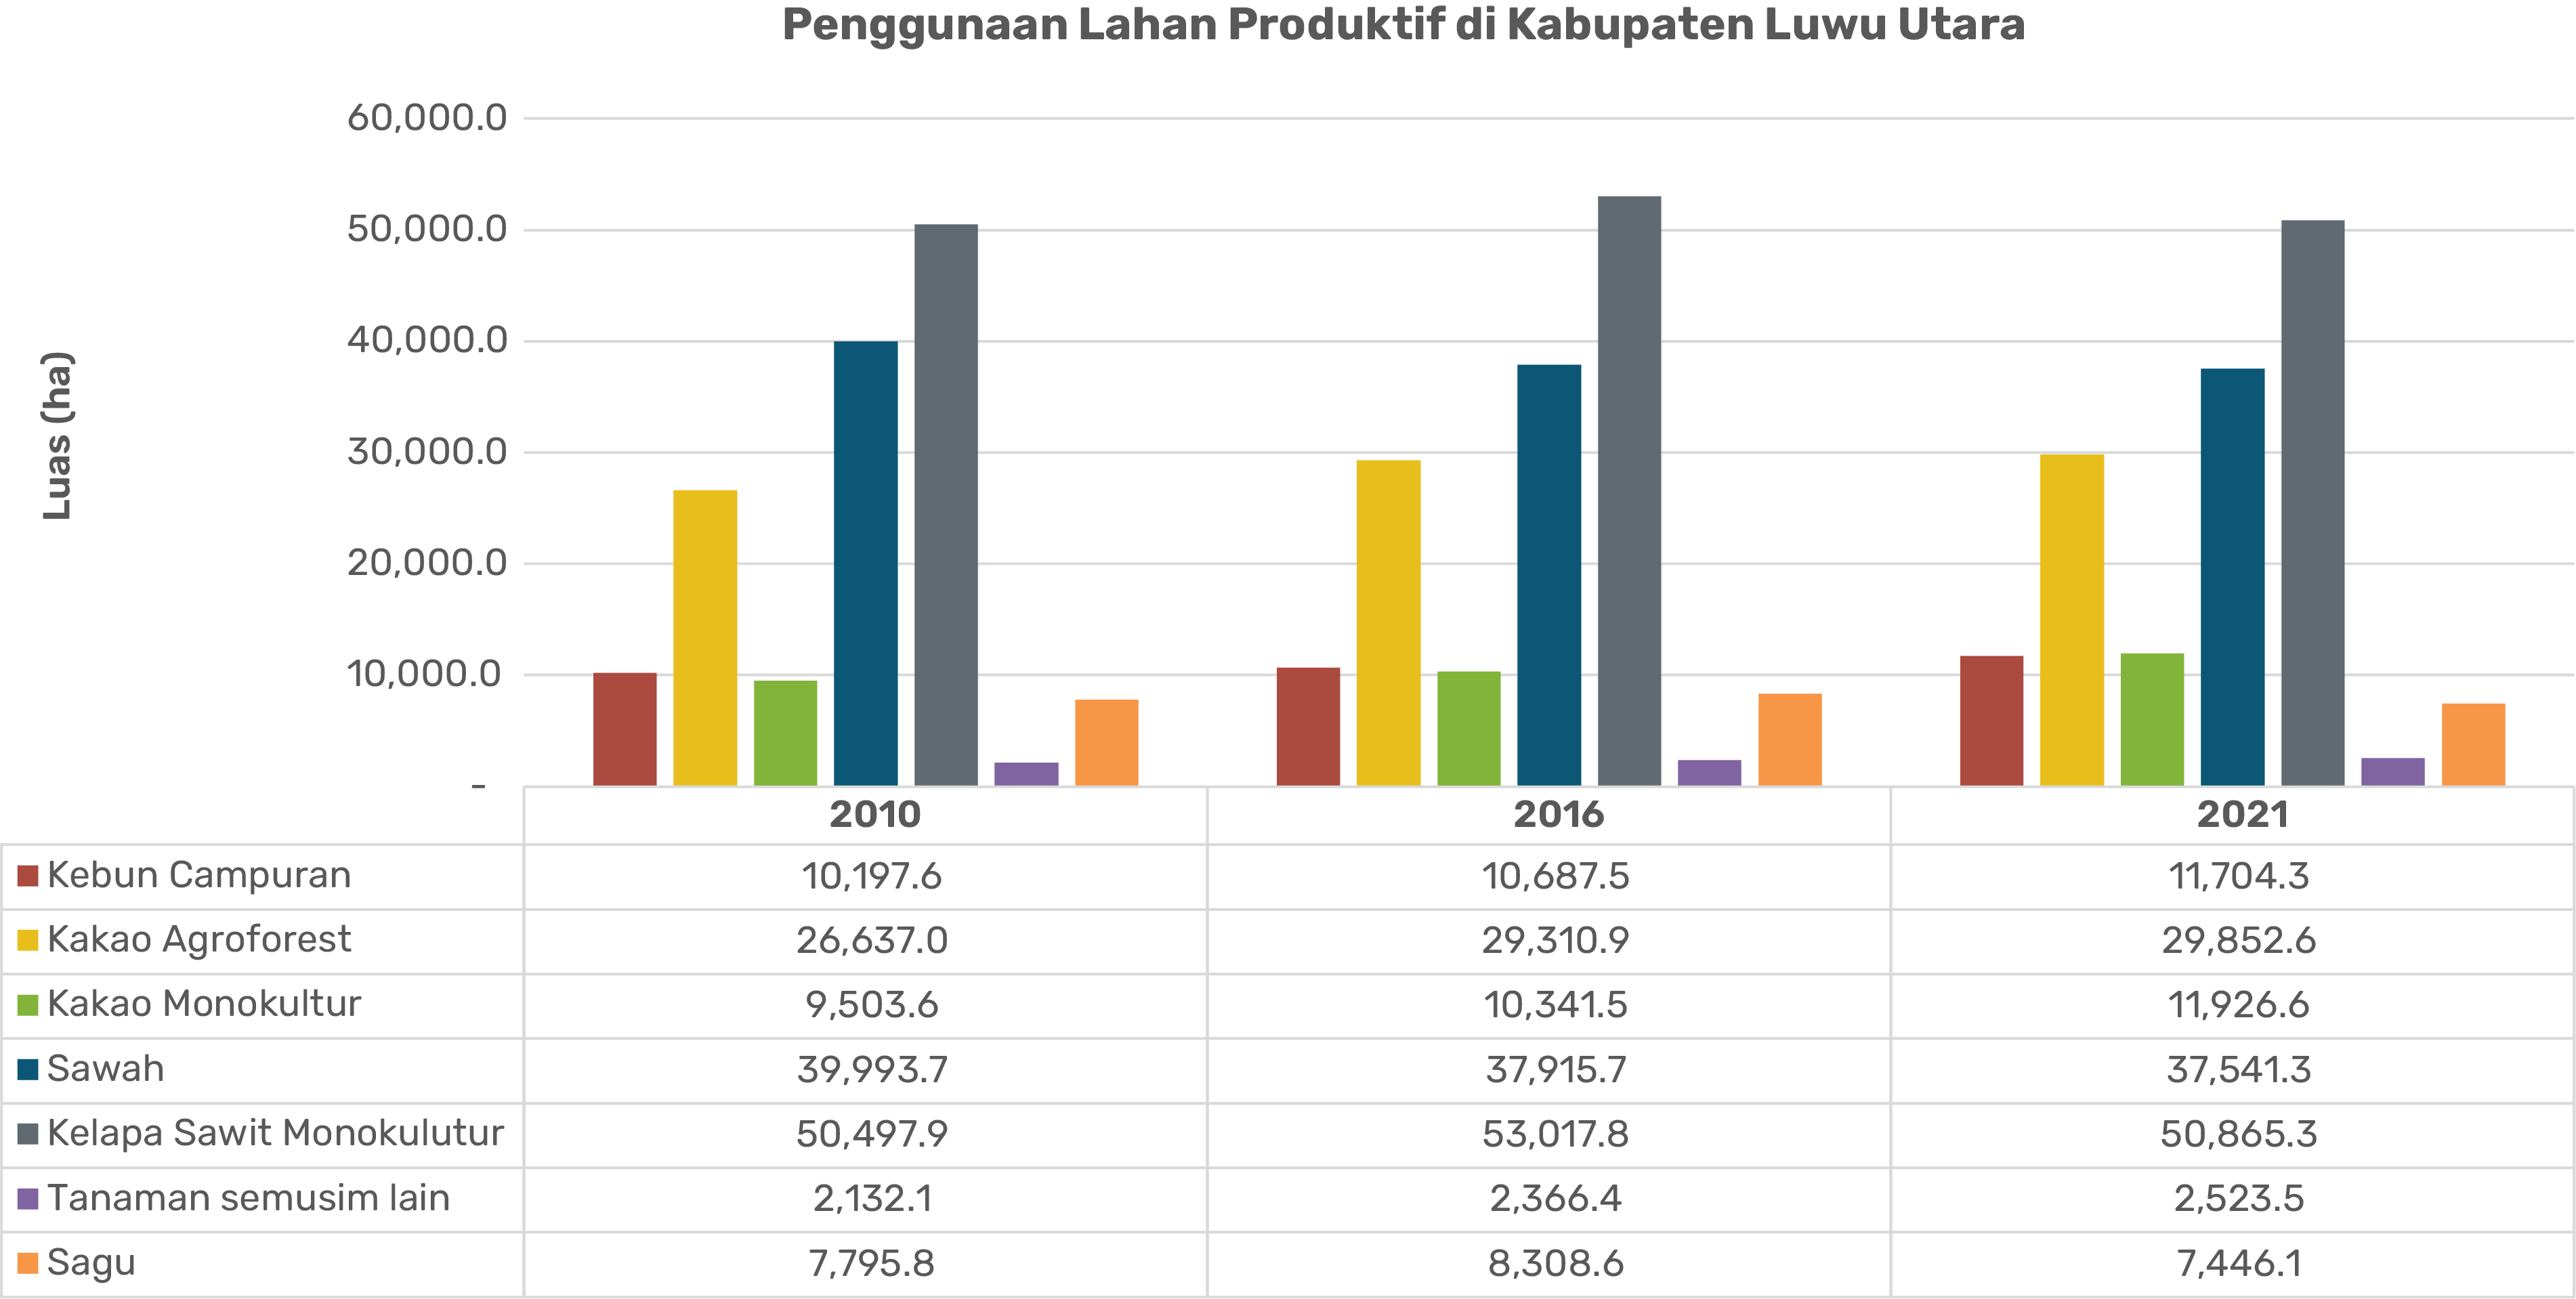 Penggunaan Lahan Produktif di Kabupaten Luwu Utara
Luas (ha)
60,000.0
50,000.0
40,000.0
30,000.0
20,000.0
10,000.0
-
2010 2016 2021
Kebun Campuran 10,197.6 10,687.5 11,704.3
Kakao Agroforest 26,637.0 29,310.9 29,852.6
Kakao Monokultur 9,503.6 10,341.5 11,926.6
Sawah 39,993.7 37,915.7 37,541.3
Kelapa Sawit Monokulutur 50,497.9 53,017.8 50,865.3
Tanaman semusim lain 2,132.1 2,366.4 2,523.5
Sagu 7,795.8 8,308.6 7,446.1